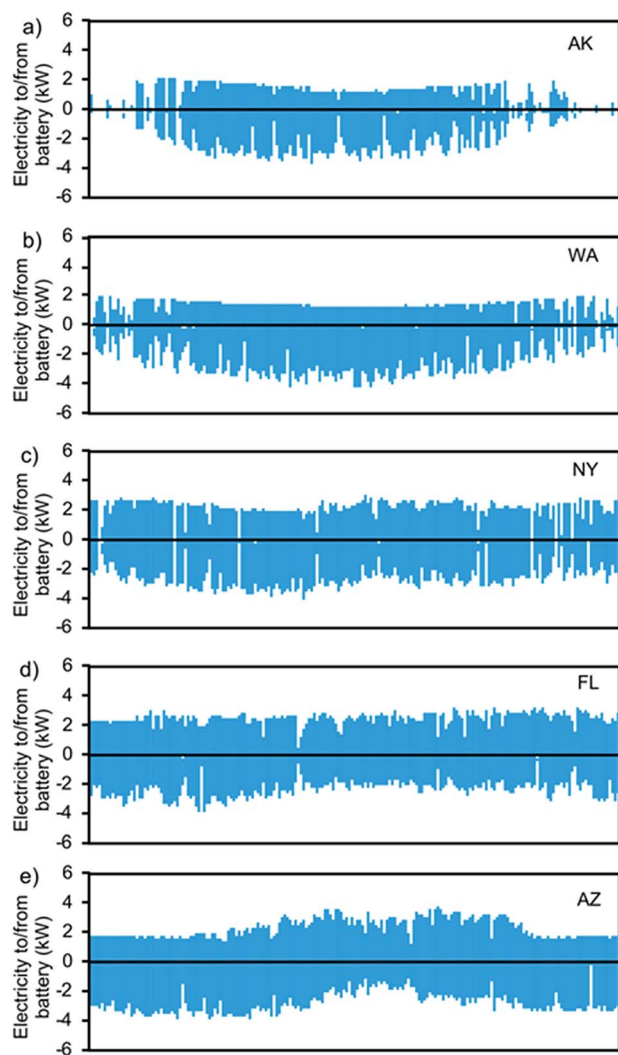 a)
AK
Electricity to/from
battery (kW)
6
4
2
0
-2
-4
-6
b)
WA
Electricity to/from
battery (kW)
6
4
2
0
-2
-4
-6
c)
NY
Electricity to/from
battery (kW)
6
4
2
0
-2
-4
-6
d)
FL
Electricity to/from
battery (kW)
6
4
2
0
-2
-4
-6
e)
AZ
Electricity to/from
battery (kW)
6
4
2
0
-2
-4
-6